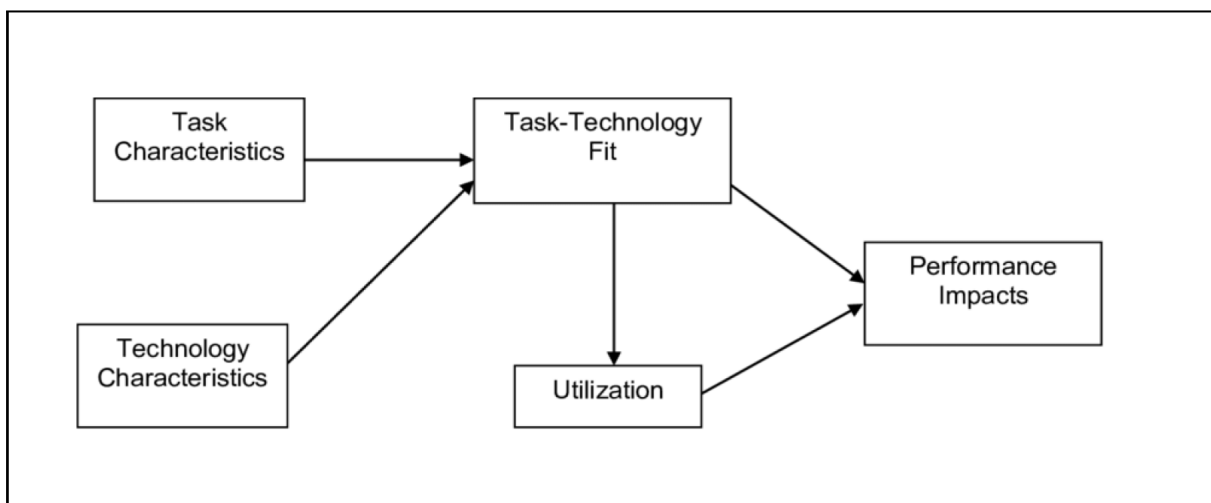 Task
Characteristics
Task-Technology
Fit
Performance
Impacts
Technology
Characteristics
Utilization